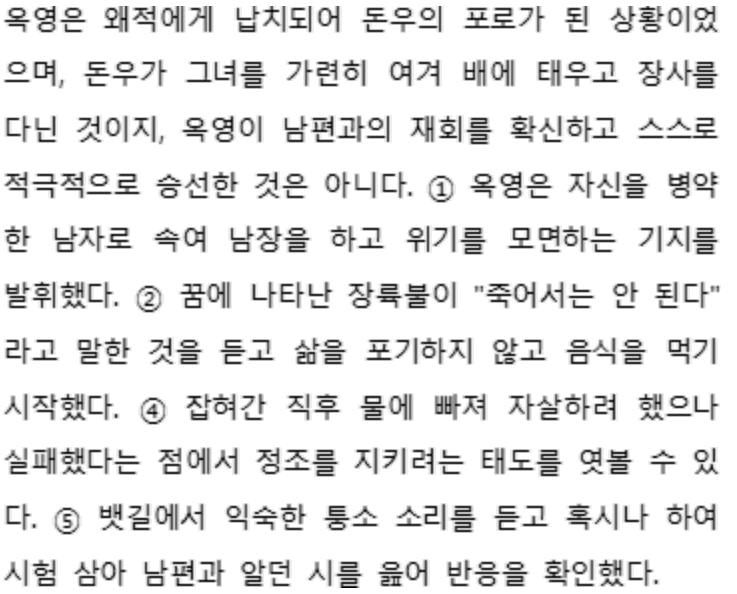 옥영은 왜적에게 납치되어 돈우의 포로가 된 상황이었
으며, 돈우가 그녀를 가련히 여겨 배에 태우고 장사를
다닌 것이지, 옥영이 남편과의 재회를 확신하고 스스로
적극적으로 승선한 것은 아니다. ① 옥영은 자신을 병약
한 남자로 속여 남장을 하고 위기를 모면하는 기지를
발휘했다. ② 꿈에 나타난 장륙불이 "죽어서는 안 된다"
라고 말한 것을 듣고 삶을 포기하지 않고 음식을 먹기
시작했다. ④ 잡혀간 직후 물에 빠져 자살하려 했으나
실패했다는 점에서 정조를 지키려는 태도를 엿볼 수 있
다. ⑤ 뱃길에서 익숙한 퉁소 소리를 듣고 혹시나 하여
시험 삼아 남편과 알던 시를 읊어 반응을 확인했다.